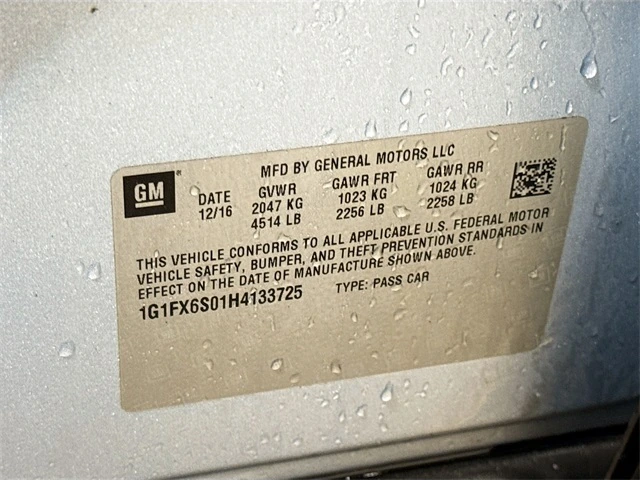 GM ®
MFD BY GENERAL MOTORS LLC
DATE GVWR GAWR FRT GAWR RR
12/16 2047 KG 1023 KG 1024 KG
4514 LB 2256 LB 2258 LB
THIS VEHICLE CONFORMS TO ALL APPLICABLE U.S. FEDERAL MOTOR
VEHICLE SAFETY, BUMPER, AND THEFT PREVENTION STANDARDS IN
EFFECT ON THE DATE OF MANUFACTURE SHOWN ABOVE.
1G1FX6S01H4133725 TYPE: PASS CAR